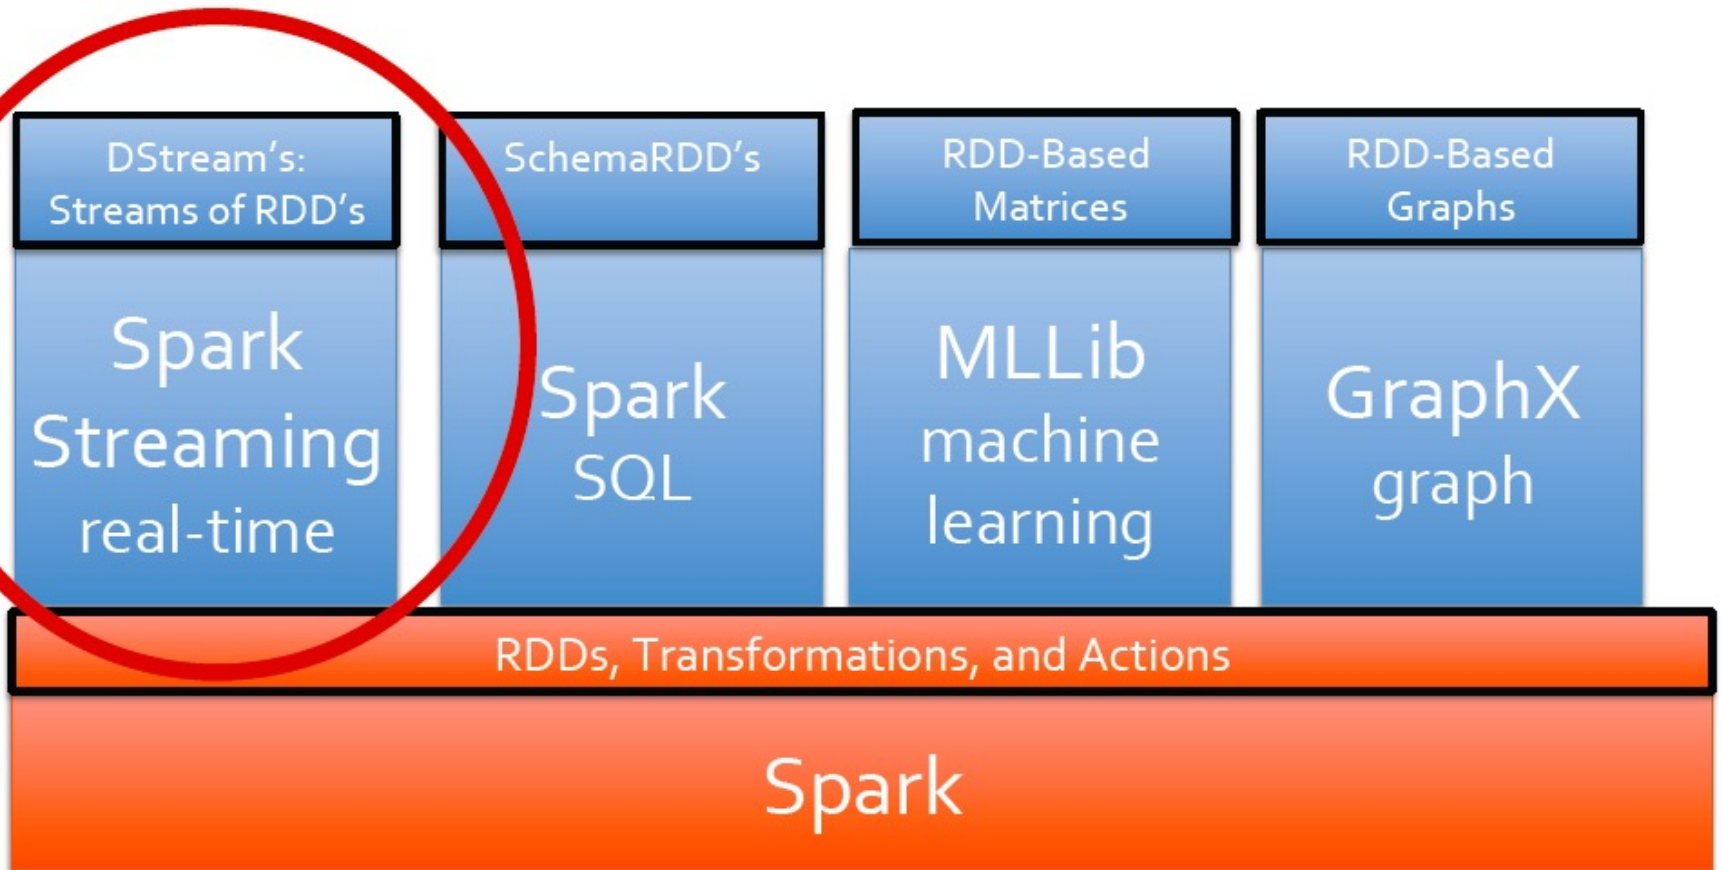 DStream’s:
Streams of RDD’s
Spark
Streaming
real-time
SchemaRDD’s
Spark
SQL
RDD-Based
Matrices
MLLib
machine
learning
RDD-Based
Graphs
GraphX
graph
RDDs, Transformations, and Actions
Spark